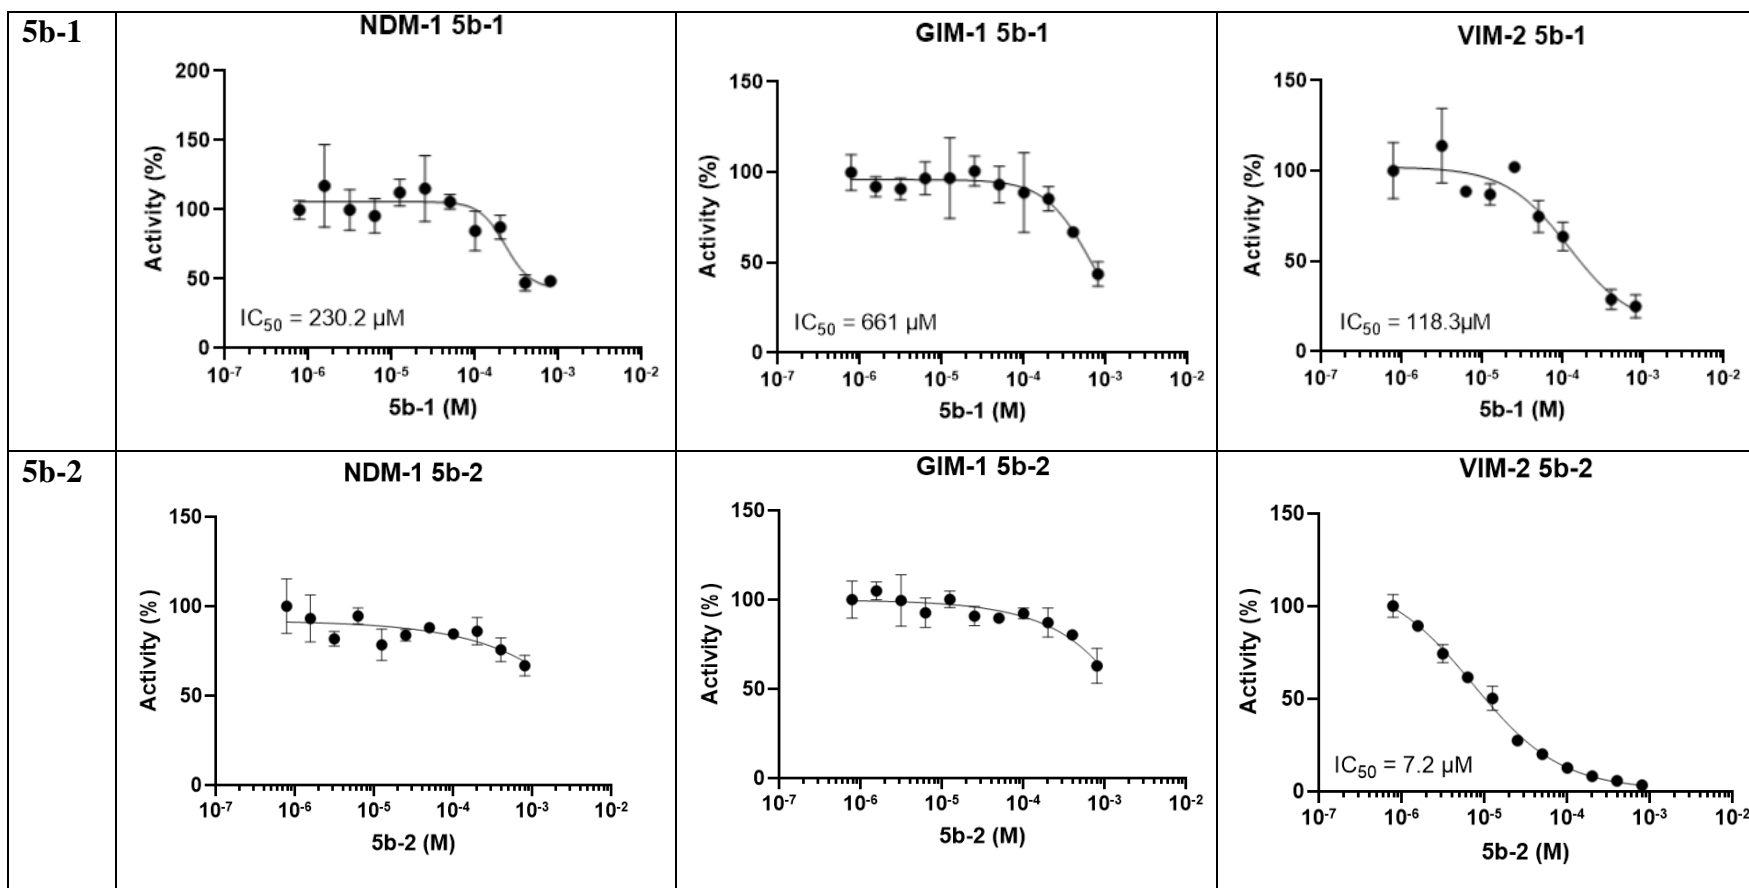 5b-1
NDM-1 5b-1
200
150
100
50
0
Activity (%)
IC50 = 230.2 µM
10-7 10-6 10-5 10-4 10-3 10-2
5b-1 (M)
GIM-1 5b-1
150
100
50
0
Activity (%)
IC50 = 661 µM
10-7 10-6 10-5 10-4 10-3 10-2
5b-1 (M)
VIM-2 5b-1
150
100
50
0
Activity (%)
IC50 = 118.3µM
10-7 10-6 10-5 10-4 10-3 10-2
5b-1 (M)
5b-2
NDM-1 5b-2
150
100
50
0
Activity (%)
10-7 10-6 10-5 10-4 10-3 10-2
5b-2 (M)
GIM-1 5b-2
150
100
50
0
Activity (%)
10-7 10-6 10-5 10-4 10-3 10-2
5b-2 (M)
VIM-2 5b-2
150
100
50
0
Activity (%)
IC50 = 7.2 µM
10-7 10-6 10-5 10-4 10-3 10-2
5b-2 (M)